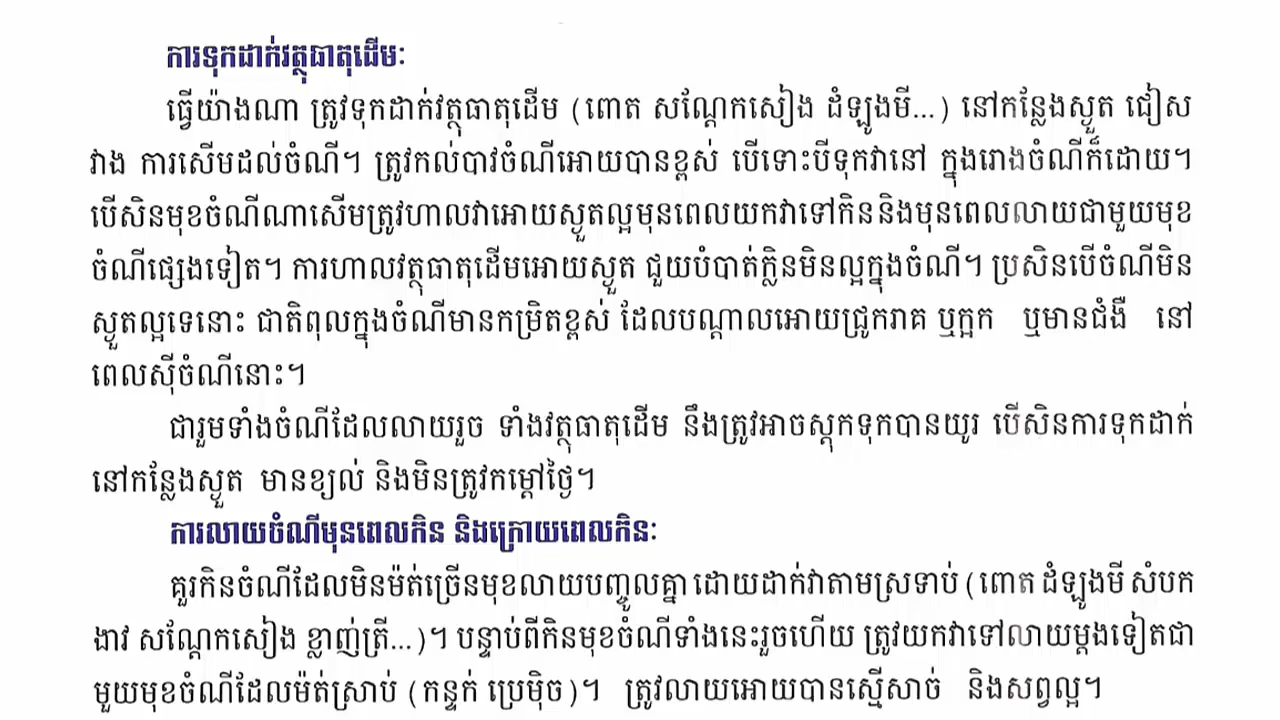 ការទុកដាក់វត្ថុធាតុដើមៈ
ធ្វើយ៉ាងណា ត្រូវទុកដាក់វត្ថុធាតុដើម (ពោត សណ្តែកសៀង ដំឡូងមី...) នៅកន្លែងស្ងួត ជៀស
វាង ការសើមដល់ចំណី។ ត្រូវកល់បាវចំណីអោយបានខ្ពស់ បើទោះបីទុកវានៅ ក្នុងរោងចំណីក៏ដោយ។
បើសិនមុខចំណីណាសើមត្រូវហាលវាអោយស្ងួតល្អមុនពេលយកវាទៅកិននិងមុនពេលលាយជាមួយមុខ
ចំណីផ្សេងទៀត។ ការហាលវត្ថុធាតុដើមអោយស្ងួត ជួយបំបាត់ក្លិនមិនល្អក្នុងចំណី។ ប្រសិនបើចំណីមិន
ស្ងួតល្អទេនោះ ជាតិពុលក្នុងចំណីមានកម្រិតខ្ពស់ ដែលបណ្តាលអោយជ្រូករាគ ឬក្អក ឬមានជំងឺ នៅ
ពេលស៊ីចំណីនោះ។
ជារួមទាំងចំណីដែលលាយរួច ទាំងវត្ថុធាតុដើម នឹងត្រូវអាចស្តុកទុកបានយូរ បើសិនការទុកដាក់
នៅកន្លែងស្ងួត មានខ្យល់ និងមិនត្រូវកម្តៅថ្ងៃ។
ការលាយចំណីមុនពេលកិន និងក្រោយពេលកិនៈ
គួរកិនចំណីដែលមិនម៉ត់ច្រើនមុខលាយបញ្ចូលគ្នា ដោយដាក់វាតាមស្រទាប់ (ពោត ដំឡូងមី សំបក
ងាវ សណ្តែកសៀង ខ្លាញ់ត្រី...)។ បន្ទាប់ពីកិនមុខចំណីទាំងនេះរួចហើយ ត្រូវយកវាទៅលាយម្តងទៀតជា
មួយមុខចំណីដែលម៉ត់ស្រាប់ (កន្ទក់ ប្រេម៉ិច)។ ត្រូវលាយអោយបានស្មើសាច់ និងសព្វល្អ។